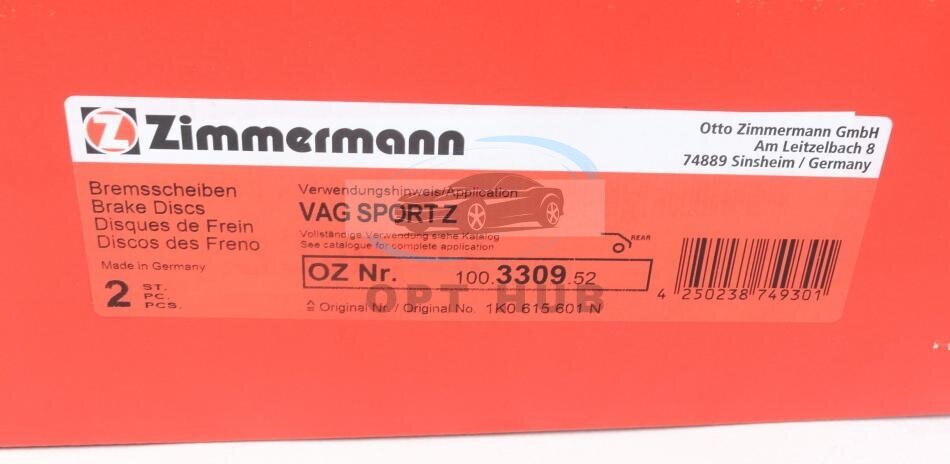 Z Zimmermann
Otto Zimmermann GmbH
Am Leitzelbach 8
74889 Sinsheim / Germany
Bremsscheiben
Brake Discs
Disques de Frein
Discos des Freno
Made in Germany
2 ST.
PC.
PCS.
Verwendungshinweis/Application
VAG SPORT Z
Vollständige Verwendung siehe Katalog
See catalogue for complete application
REAR
OZ Nr. 100.3309.52
≙ Original Nr. / Original No. 1K0 615 601 N
4 250238 749301
OPT HUB